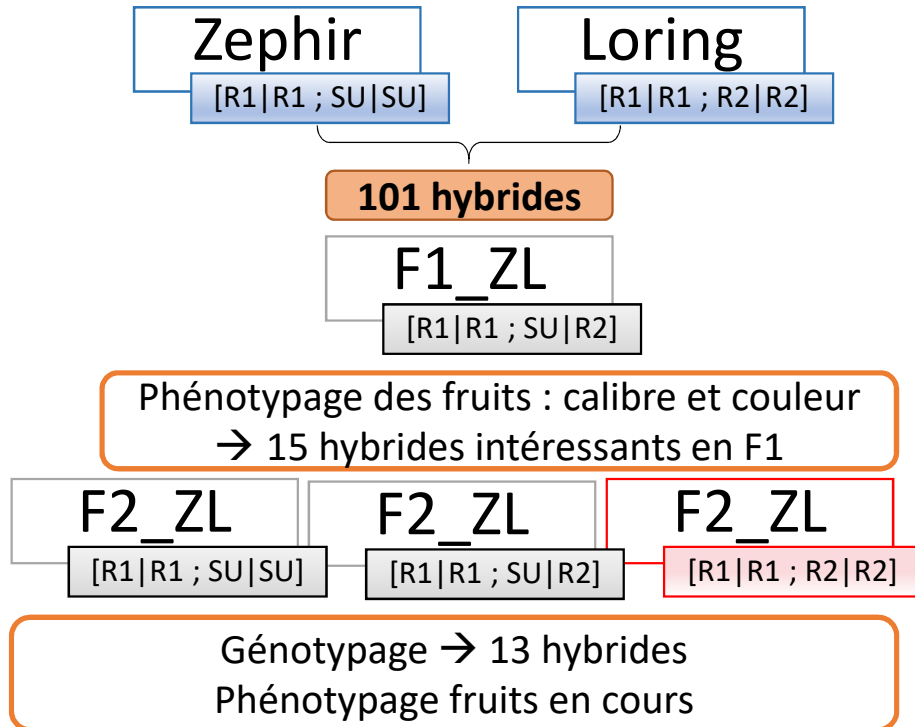 Zephir
[R1|R1 ; SU|SU]
Loring
[R1|R1 ; R2|R2]
101 hybrides
F1_ZL
[R1|R1 ; SU|R2]
Phénotypage des fruits : calibre et couleur
→ 15 hybrides intéressants en F1
F2_ZL
[R1|R1 ; SU|SU]
F2_ZL
[R1|R1 ; SU|R2]
F2_ZL
[R1|R1 ; R2|R2]
Génotypage → 13 hybrides
Phénotypage fruits en cours